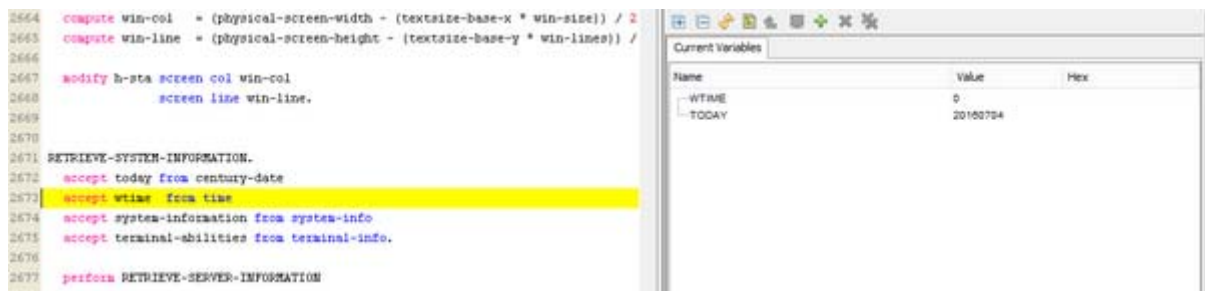 2664 compute win-col = (physical-screen-width - (textsize-base-x * win-size)) / 2
2665 compute win-line = (physical-screen-height - (textsize-base-y * win-lines)) /
2666
2667 modify h-sta screen col win-col
2668 screen line win-line.
2669
2670
2671 RETRIEVE-SYSTEM-INFORMATION.
2672 accept today from century-date
2673 accept wtime from time
2674 accept system-information from system-info
2675 accept terminal-abilities from terminal-info.
2676
2677 perform RETRIEVE-SERVER-INFORMATION
Current Variables
Name Value Hex
WTIME 0
TODAY 20160704